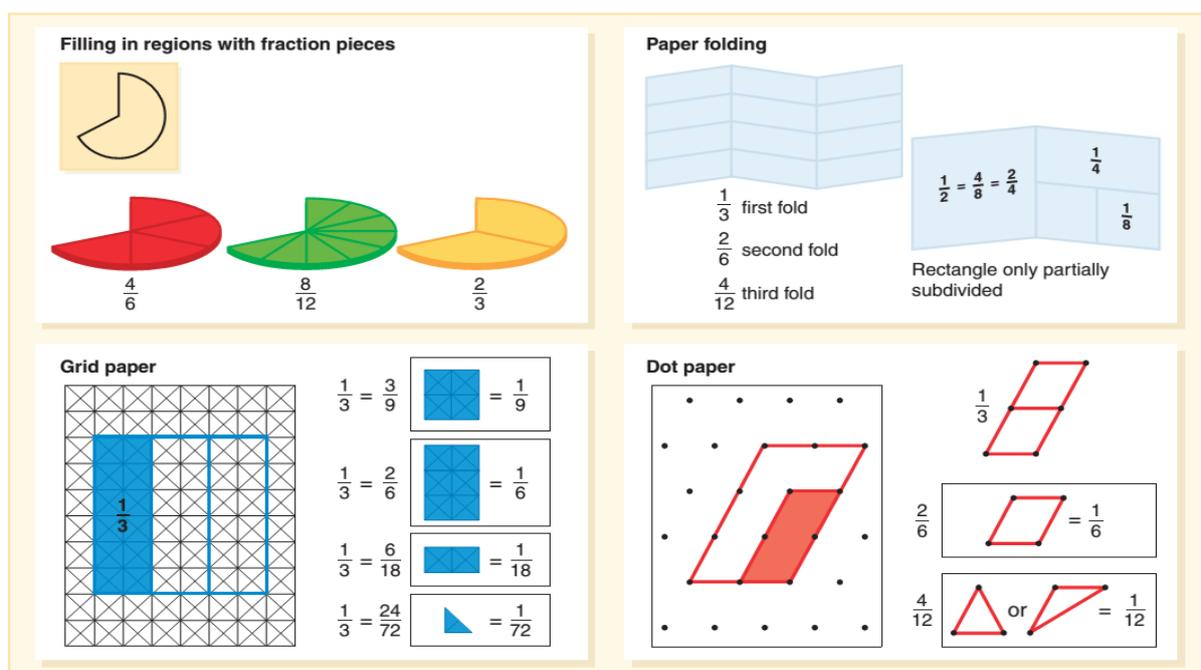 Filling in regions with fraction pieces
4/6
8/12
2/3
Paper folding
1/3 first fold
2/6 second fold
4/12 third fold
1/2 = 4/8 = 2/4
1/4
1/8
Rectangle only partially
subdivided
Grid paper
1/3
1/3 = 3/9
= 1/9
1/3 = 2/6
= 1/6
1/3 = 6/18
= 1/18
1/3 = 24/72
= 1/72
Dot paper
1/3
2/6
= 1/6
4/12
or
= 1/12